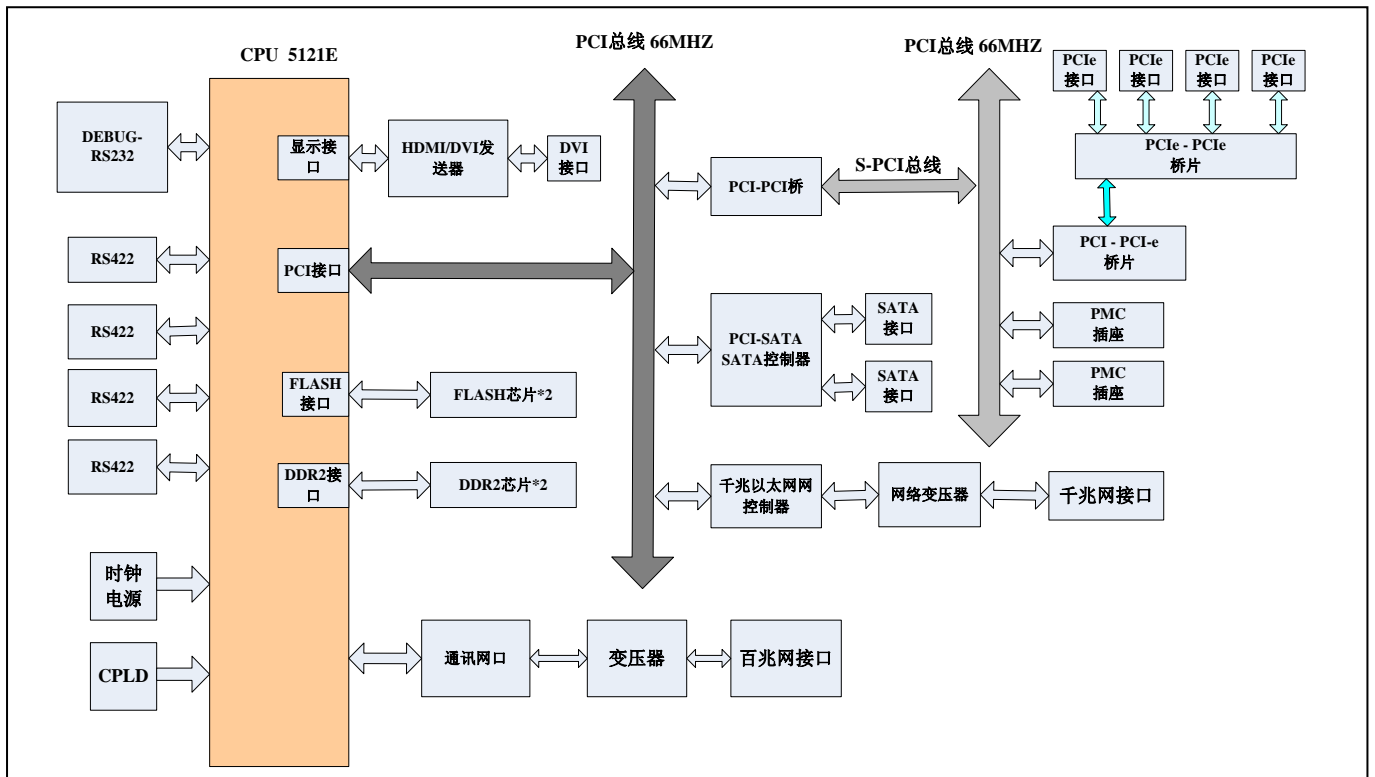 CPU 5121E
PCI总线 66MHZ
PCI总线 66MHZ
PCIe
接口
PCIe
接口
PCIe
接口
PCIe
接口
DEBUG-
RS232
显示接
口
HDMI/DVI发
送器
DVI
接口
PCIe - PCIe
桥片
PCI-PCI桥
S-PCI总线
RS422
PCI接口
PCI - PCI-e
桥片
RS422
PCI-SATA
SATA控制器
SATA
接口
PMC
插座
RS422
FLASH
接口
FLASH芯片*2
SATA
接口
PMC
插座
RS422
DDR2接
口
DDR2芯片*2
千兆以太网网
控制器
网络变压器
千兆网接口
时钟
电源
CPLD
通讯网口
变压器
百兆网接口